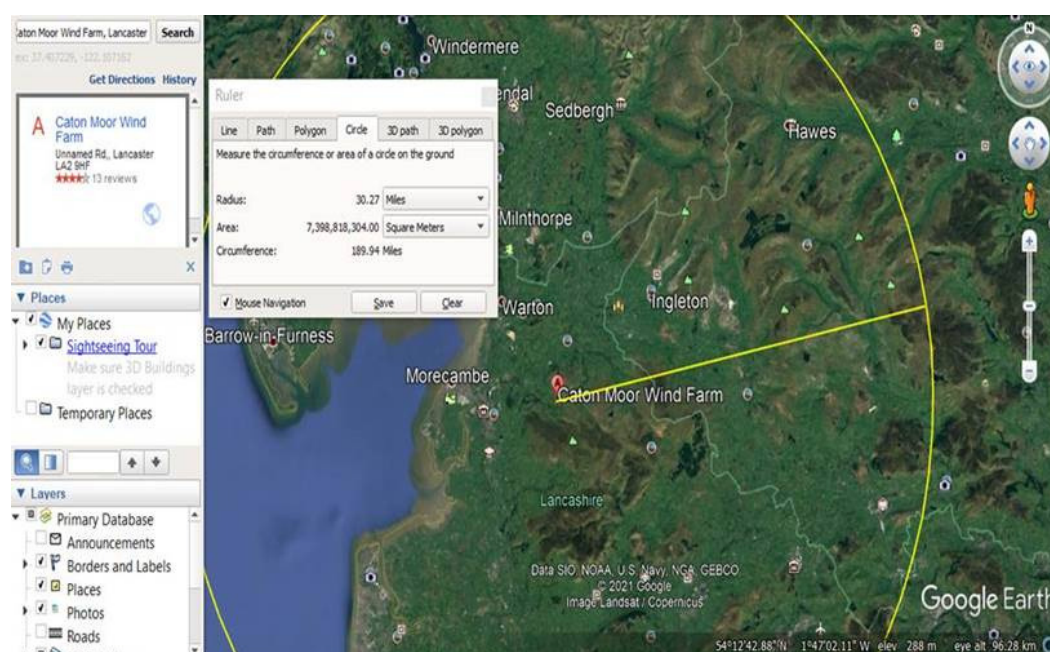 aton Moor Wind Farm, Lancaster
Search
ex: 37.407229, -122.107162
Get Directions History
A
Caton Moor Wind
Farm
Unnamed Rd., Lancaster
LA2 9HF
13 reviews
Places
My Places
Sightseeing Tour
Make sure 3D Buildings
layer is checked
Temporary Places
Layers
Primary Database
Announcements
Borders and Labels
Places
Photos
Roads
Ruler
Line Path Polygon Circle 3D path 3D polygon
Measure the circumference or area of a circle on the ground
Radius: 30.27 Miles
Area: 7,398,818,304.00 Square Meters
Circumference: 189.94 Miles
Mouse Navigation Save Clear
Windermere
endal
Sedbergh
Hawes
Milnthorpe
Warton
Ingleton
Barrow-in-Furness
Morecambe
A
Caton Moor Wind Farm
Lancashire
Data SIO, NOAA, U.S. Navy, NGA, GEBCO
© 2021 Google
Image Landsat / Copernicus
Google Earth
54°12'42.88" N 1°47'02.11" W elev 288 m eye alt 96.28 km
N